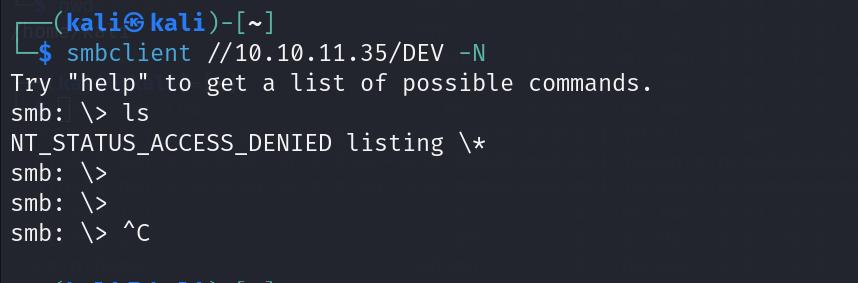 ┌──(kali㉿kali)-[~]
└─$ smbclient //10.10.11.35/DEV -N
Try "help" to get a list of possible commands.
smb: \> ls
NT_STATUS_ACCESS_DENIED listing \*
smb: \>
smb: \>
smb: \> ^C